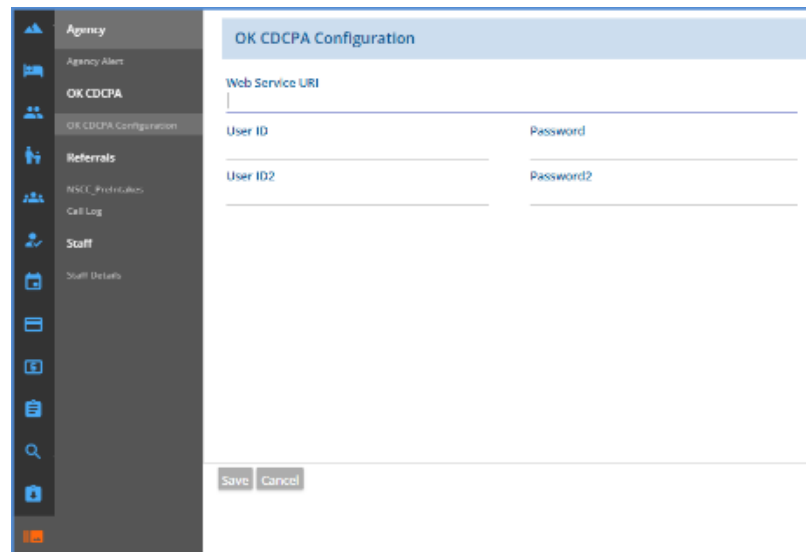 Agency
Agency Alert
OK CDCPA
OK CDCPA Configuration
Referrals
NSCC_PreIntakes
Call Log
Staff
Staff Details
OK CDCPA Configuration
Web Service URI
User ID Password
User ID2 Password2
Save Cancel